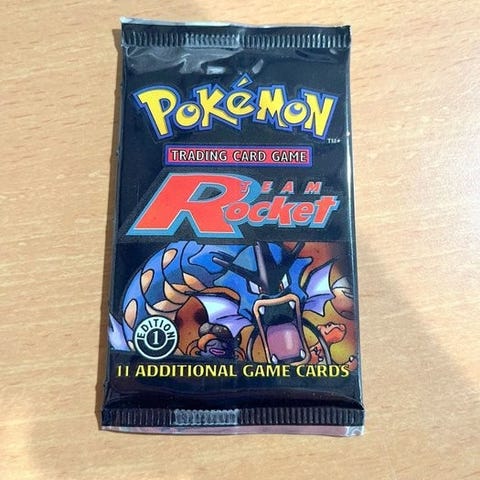 POKéMON
TM
TRADING CARD GAME
TEAM
Rocket
EDITION
1
11 ADDITIONAL GAME CARDS